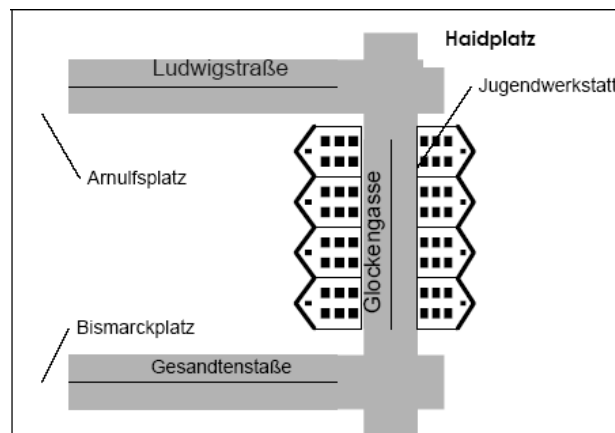 Haidplatz
Ludwigstraße
Jugendwerkstatt
Arnulfsplatz
Glockengasse
Bismarckplatz
Gesandtenstaße